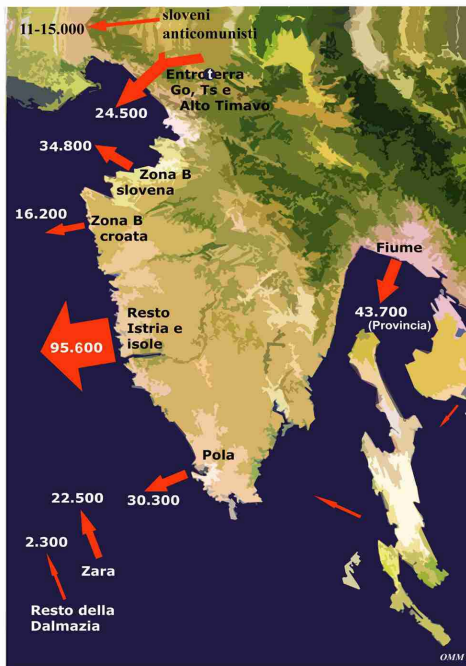 11-15.000
sloveni
anticomunisti
Entroterra
Go, Ts e
Alto Timavo
24.500
34.800
Zona B
slovena
16.200
Zona B
croata
Fiume
43.700
(Provincia)
Resto
Istria e
isole
95.600
Pola
30.300
22.500
2.300
Zara
Resto della
Dalmazia
OMM